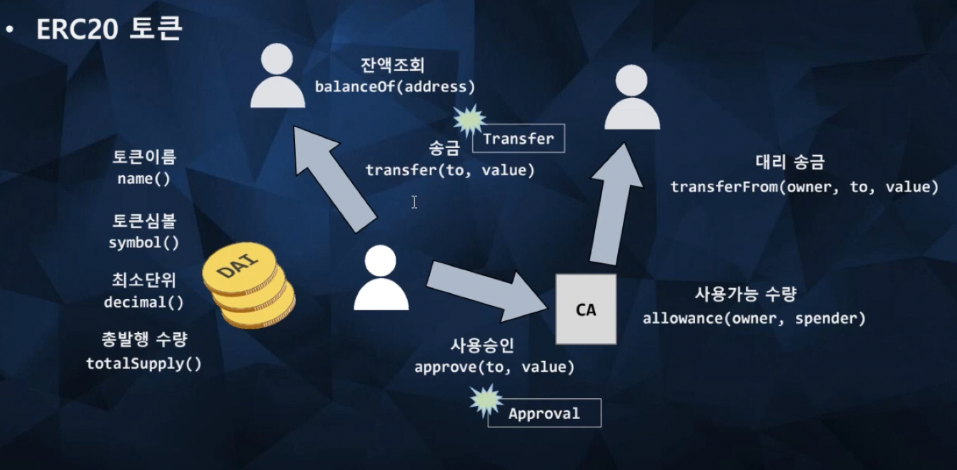 • ERC20 토큰
잔액조회
balanceOf(address)
Transfer
송금
transfer(to, value)
토큰이름
name()
토큰심볼
symbol()
최소단위
decimal()
총발행 수량
totalSupply()
DAI
대리 송금
transferFrom(owner, to, value)
CA
사용가능 수량
allowance(owner, spender)
사용승인
approve(to, value)
Approval